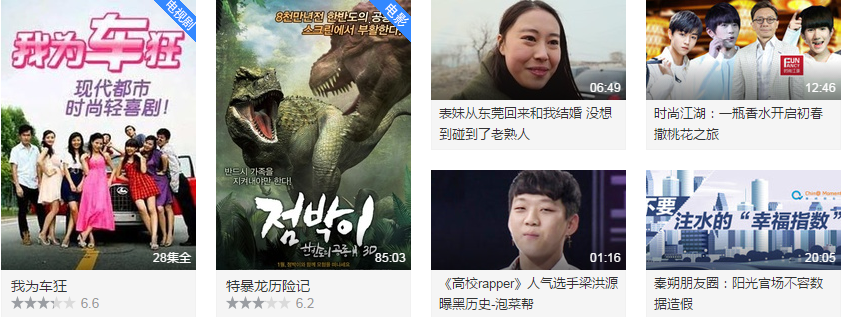 电视剧
我为车狂
现代都市
时尚轻喜剧!
28集全
我为车狂
6.6
电影
8천만년전 한반도의 공룡
스크린에서 부활한다.
반드시 가족을
지켜내야만 한다!
점박이
한반도의 공룡 3D
85:03
特暴龙历险记
6.2
06:49
表妹从东莞回来和我结婚 没想
到碰到了老熟人
FUN
FANCY
时尚江湖
12:46
时尚江湖：一瓶香水开启初春
撒桃花之旅
01:16
《高校rapper》人气选手梁洪源
曝黑历史-泡菜帮
China Moment
不要
注水的“幸福指数”
20:05
秦朔朋友圈：阳光官场不容数
据造假